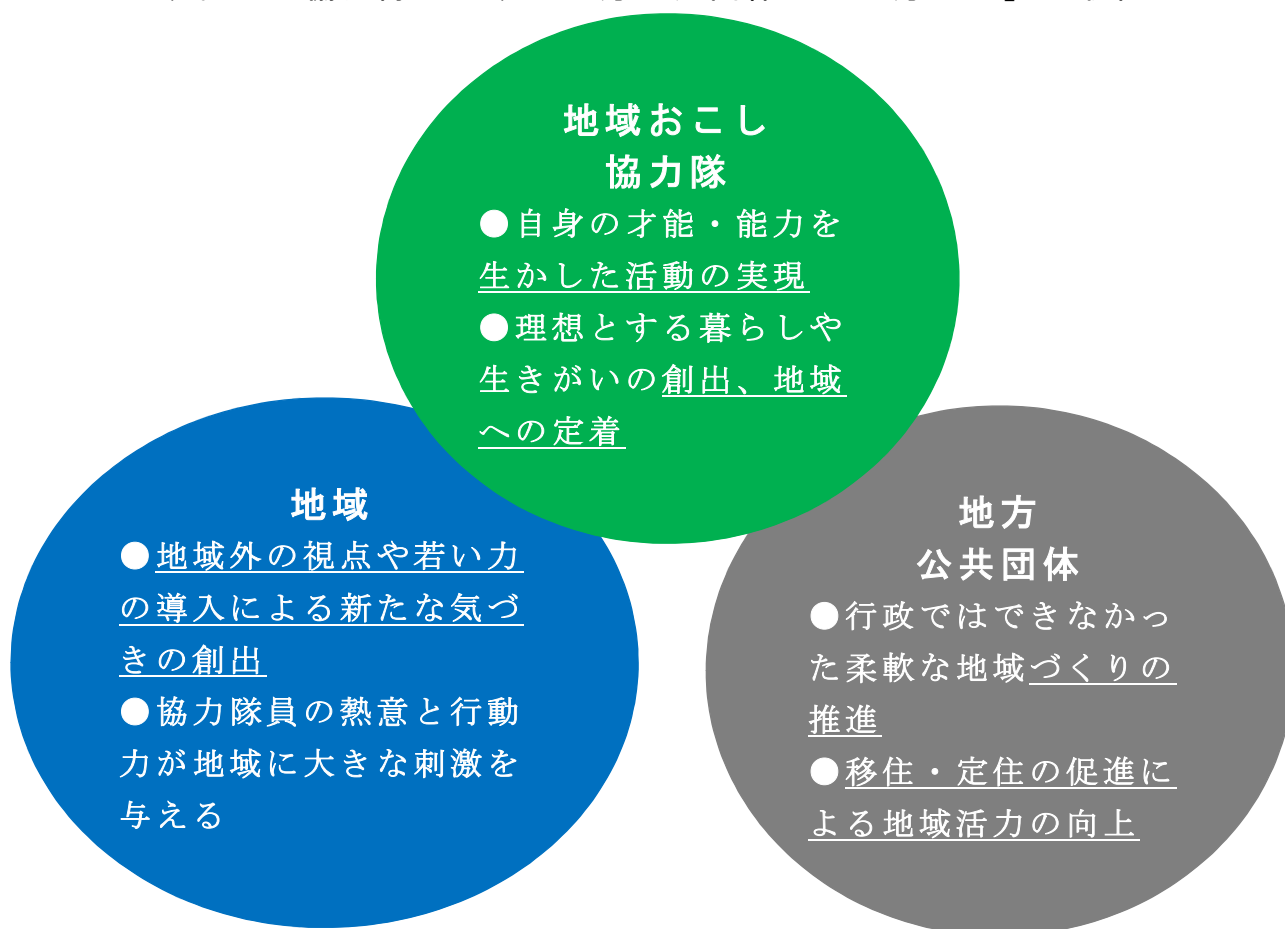 地域おこし
協力隊
●自身の才能・能力を
生かした活動の実現
●理想とする暮らしや
生きがいの創出、地域
への定着
地域
●地域外の視点や若い力
の導入による新たな気づ
きの創出
●協力隊員の熱意と行動
力が地域に大きな刺激を
与える
地方
公共団体
●行政ではできなかっ
た柔軟な地域づくりの
推進
●移住・定住の促進に
よる地域活力の向上